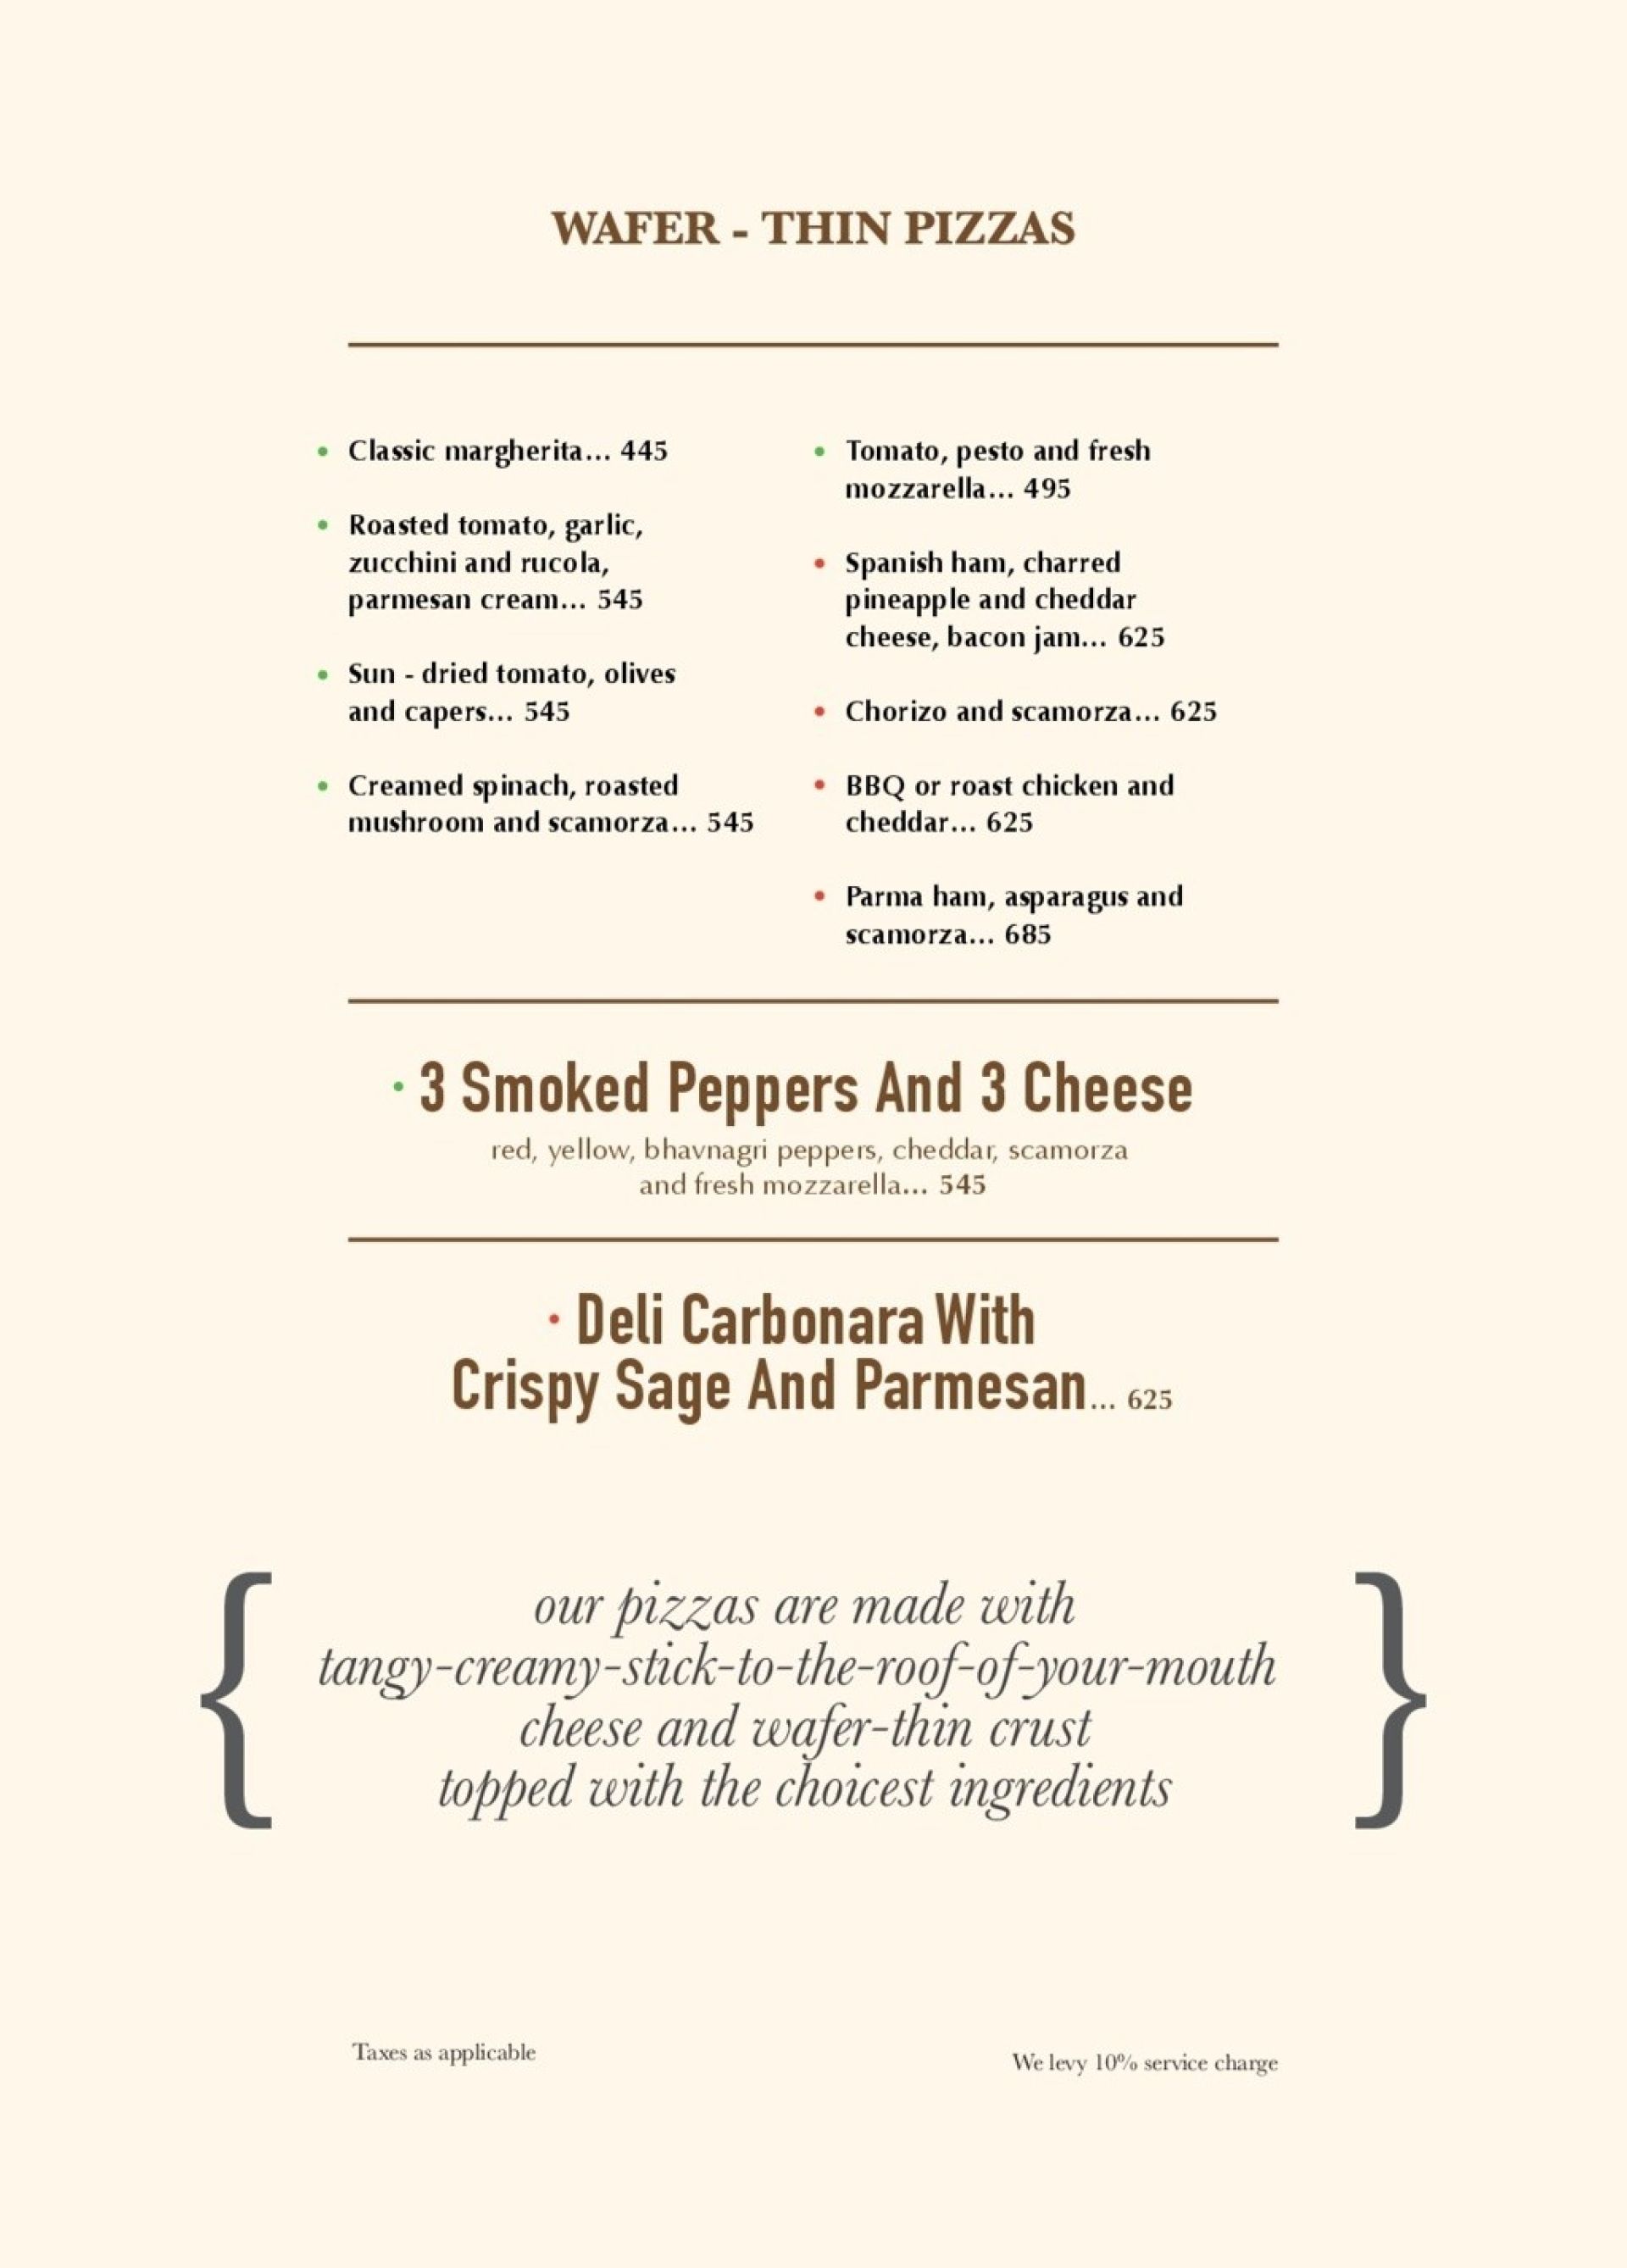 WAFER - THIN PIZZAS
• Classic margherita... 445
• Roasted tomato, garlic,
zucchini and rucola,
parmesan cream... 545
• Sun - dried tomato, olives
and capers... 545
• Creamed spinach, roasted
mushroom and scamorza... 545
• Tomato, pesto and fresh
mozzarella... 495
• Spanish ham, charred
pineapple and cheddar
cheese, bacon jam... 625
• Chorizo and scamorza... 625
• BBQ or roast chicken and
cheddar... 625
• Parma ham, asparagus and
scamorza... 685
• 3 Smoked Peppers And 3 Cheese
red, yellow, bhavnagri peppers, cheddar, scamorza
and fresh mozzarella... 545
• Deli Carbonara With
Crispy Sage And Parmesan... 625
{ our pizzas are made with
tangy-creamy-stick-to-the-roof-of-your-mouth
cheese and wafer-thin crust
topped with the choicest ingredients }
Taxes as applicable
We levy 10% service charge